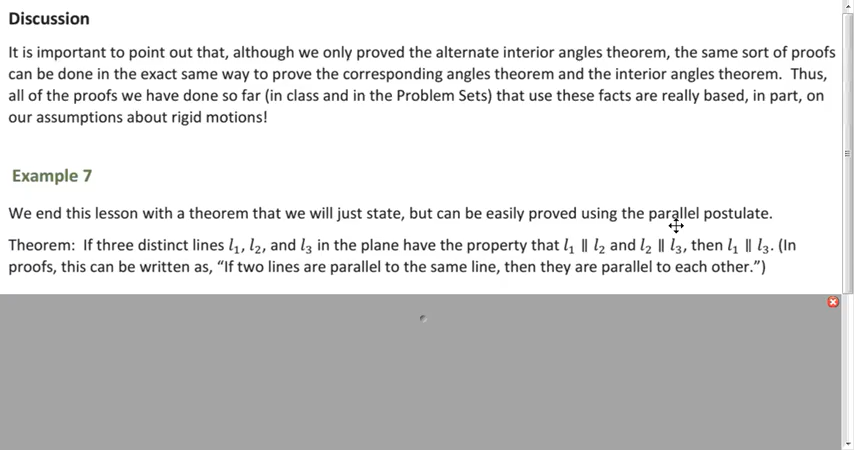 Discussion
It is important to point out that, although we only proved the alternate interior angles theorem, the same sort of proofs
can be done in the exact same way to prove the corresponding angles theorem and the interior angles theorem.  Thus,
all of the proofs we have done so far (in class and in the Problem Sets) that use these facts are really based, in part, on
our assumptions about rigid motions!
Example 7
We end this lesson with a theorem that we will just state, but can be easily proved using the parallel postulate.
Theorem:  If three distinct lines l₁, l₂, and l₃ in the plane have the property that l₁ ∥ l₂ and l₂ ∥ l₃, then l₁ ∥ l₃. (In
proofs, this can be written as, “If two lines are parallel to the same line, then they are parallel to each other.”)